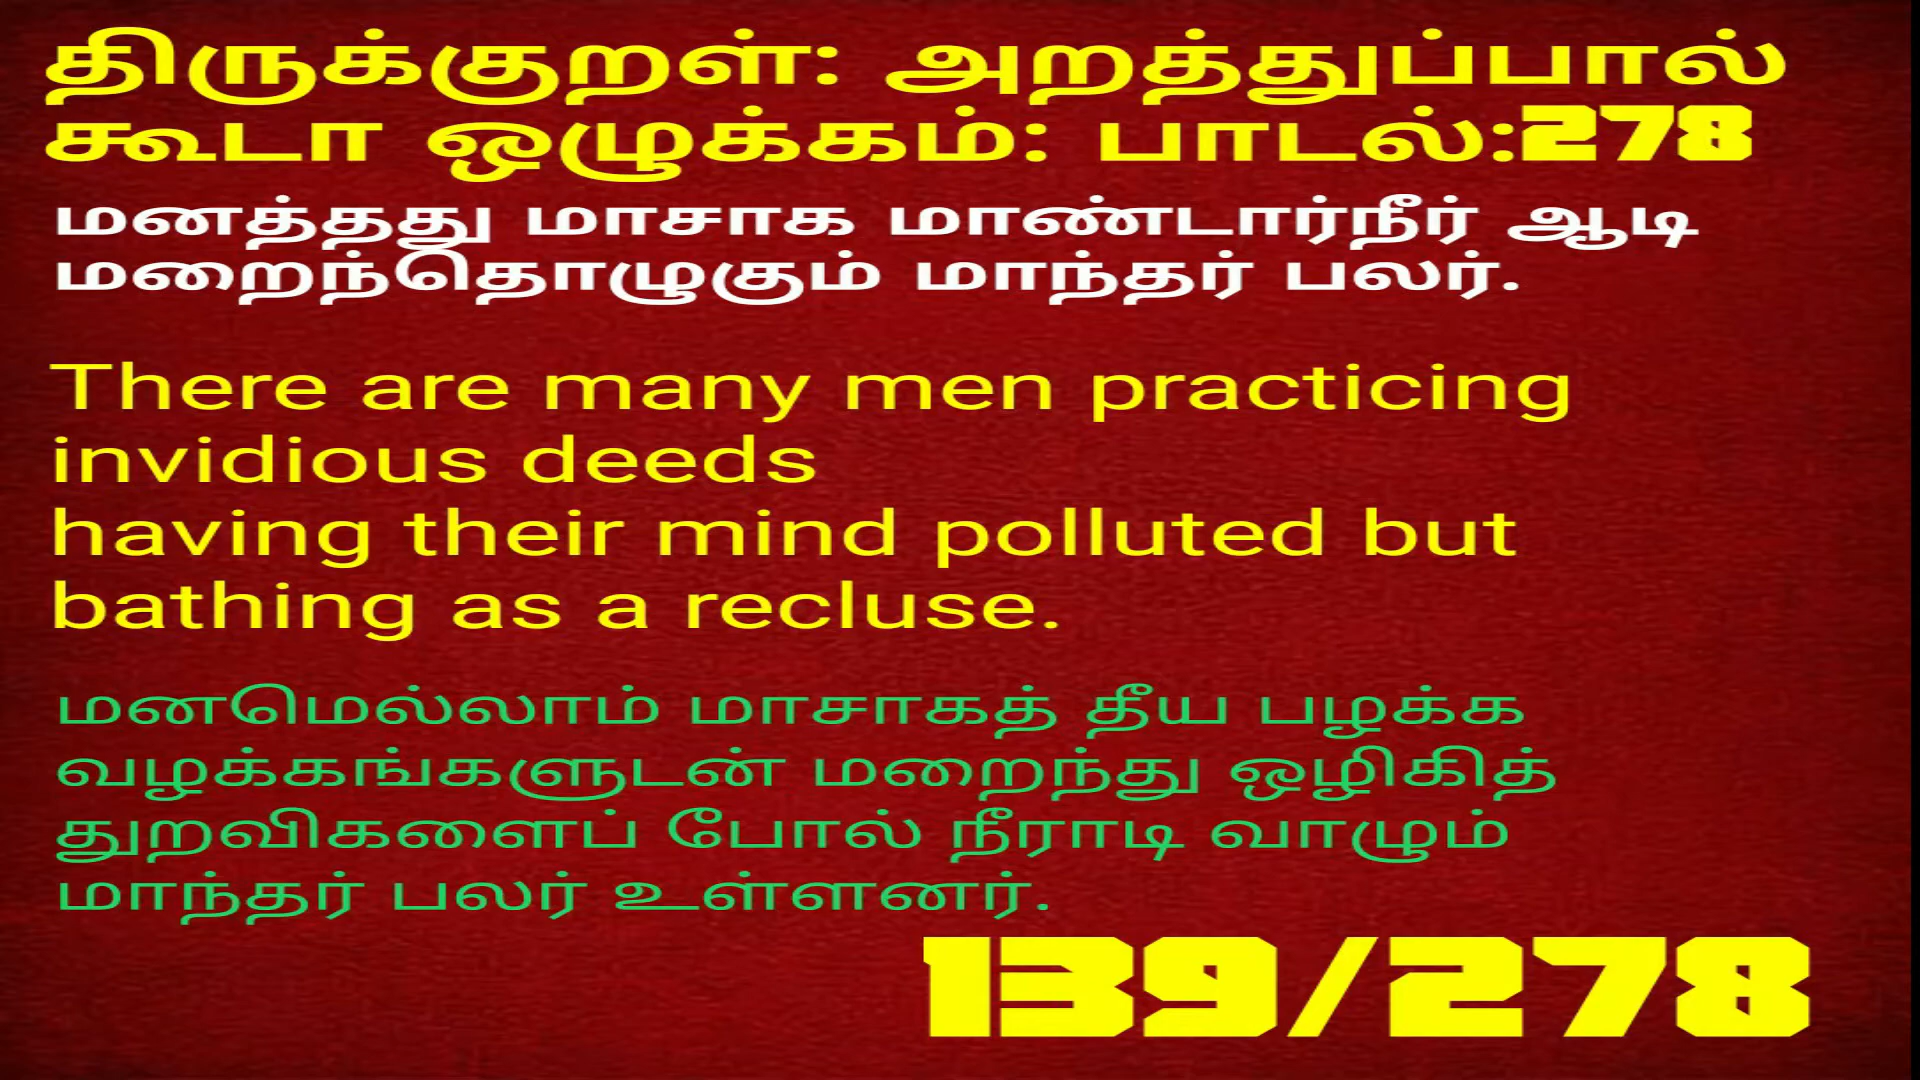 திருக்குறள்: அறத்துப்பால்
கூடா ஒழுக்கம்: பாடல்:278
மனத்தது மாசாக மாண்டார்நீர் ஆடி
மறைந்தொழுகும் மாந்தர் பலர்.
There are many men practicing
invidious deeds
having their mind polluted but
bathing as a recluse.
மனமெல்லாம் மாசாகத் தீய பழக்க
வழக்கங்களுடன் மறைந்து ஒழிகித்
துறவிகளைப் போல் நீராடி வாழும்
மாந்தர் பலர் உள்ளனர்.
139/278